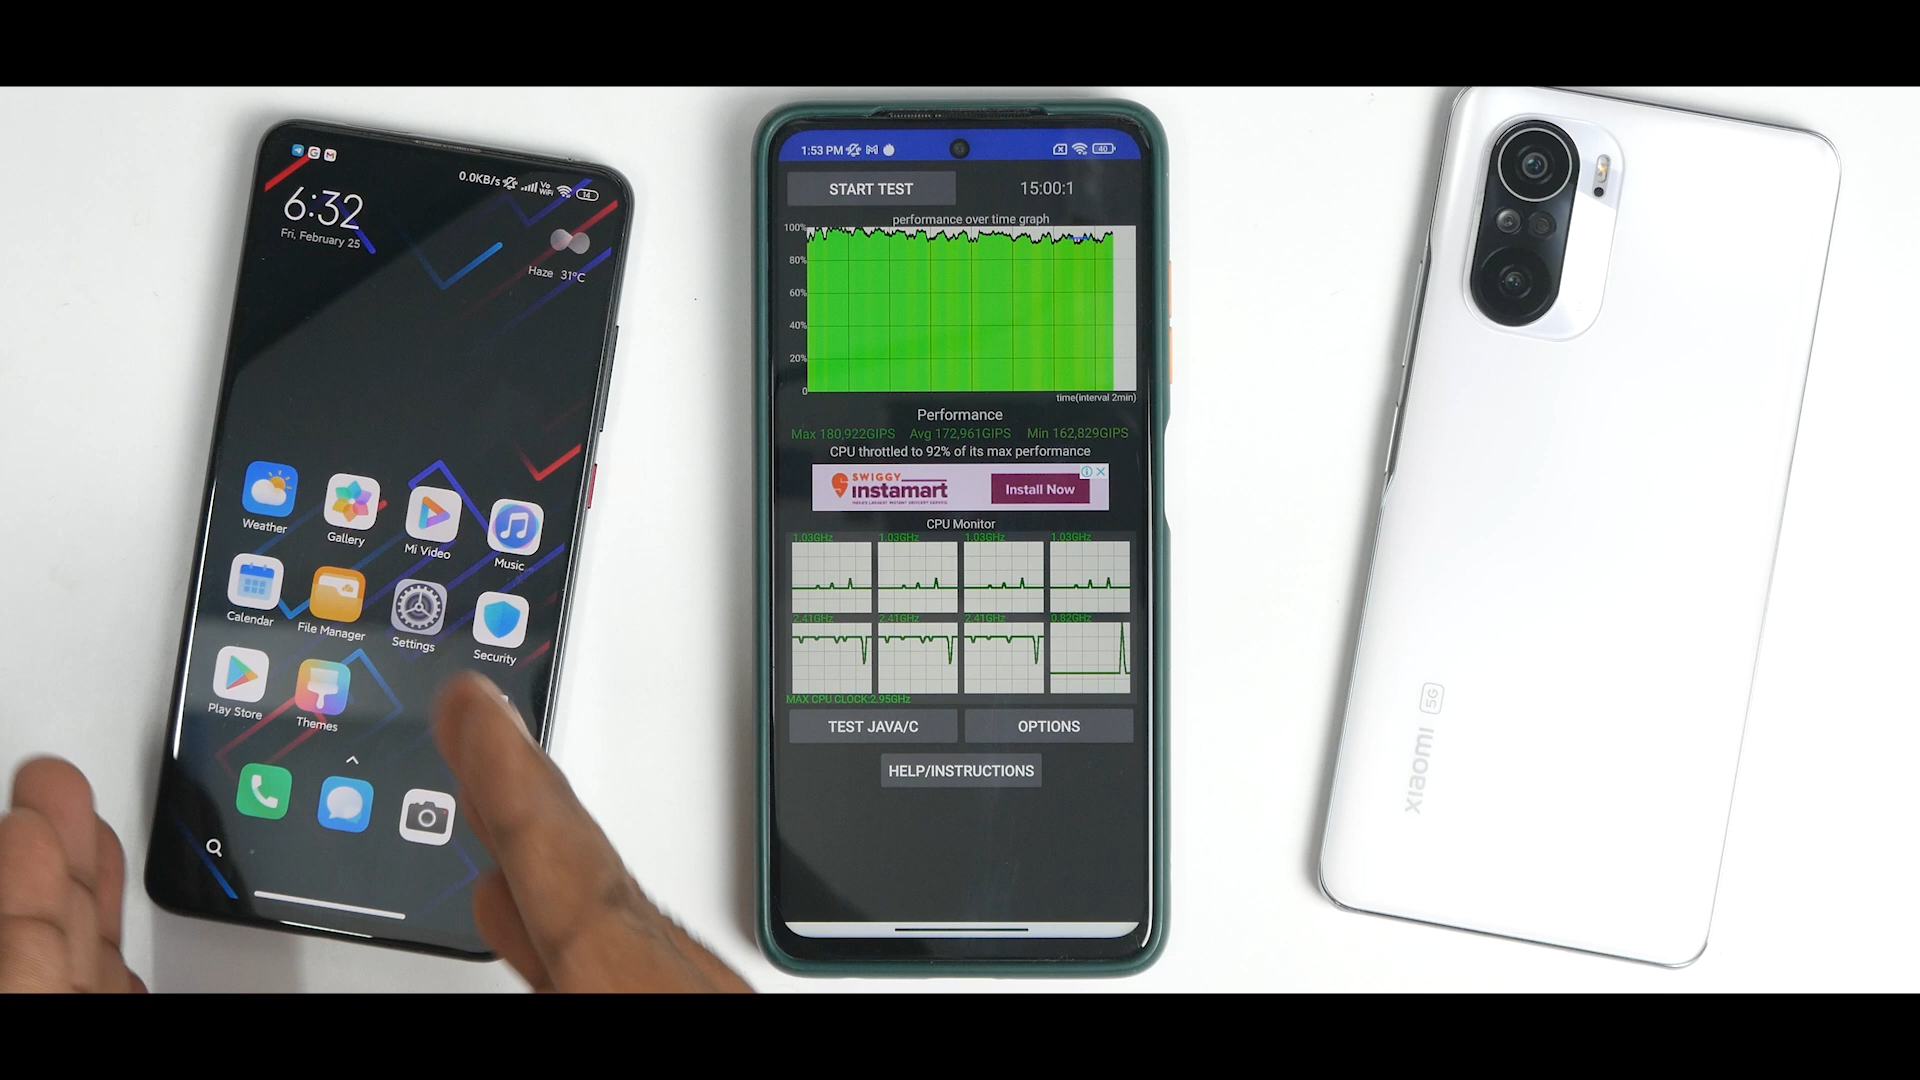 6:32
Fri, February 25
0.0KB/s
Vo
WiFi
14
Haze 31°C
Weather
Gallery
Mi Video
Music
Calendar
File Manager
Settings
Security
Play Store
Themes
1:53 PM
40
START TEST
15:00:1
performance over time graph
100%
80%
60%
40%
20%
0
time(interval 2min)
Performance
Max 180,922GIPS Avg 172,961GIPS Min 162,829GIPS
CPU throttled to 92% of its max performance
SWIGGY
instamart
Install Now
CPU Monitor
1.03GHz 1.03GHz 1.03GHz 1.03GHz
2.41GHz 2.41GHz 2.41GHz 0.82GHz
MAX CPU CLOCK:2.95GHz
TEST JAVA/C
OPTIONS
HELP/INSTRUCTIONS
xiaomi 5G